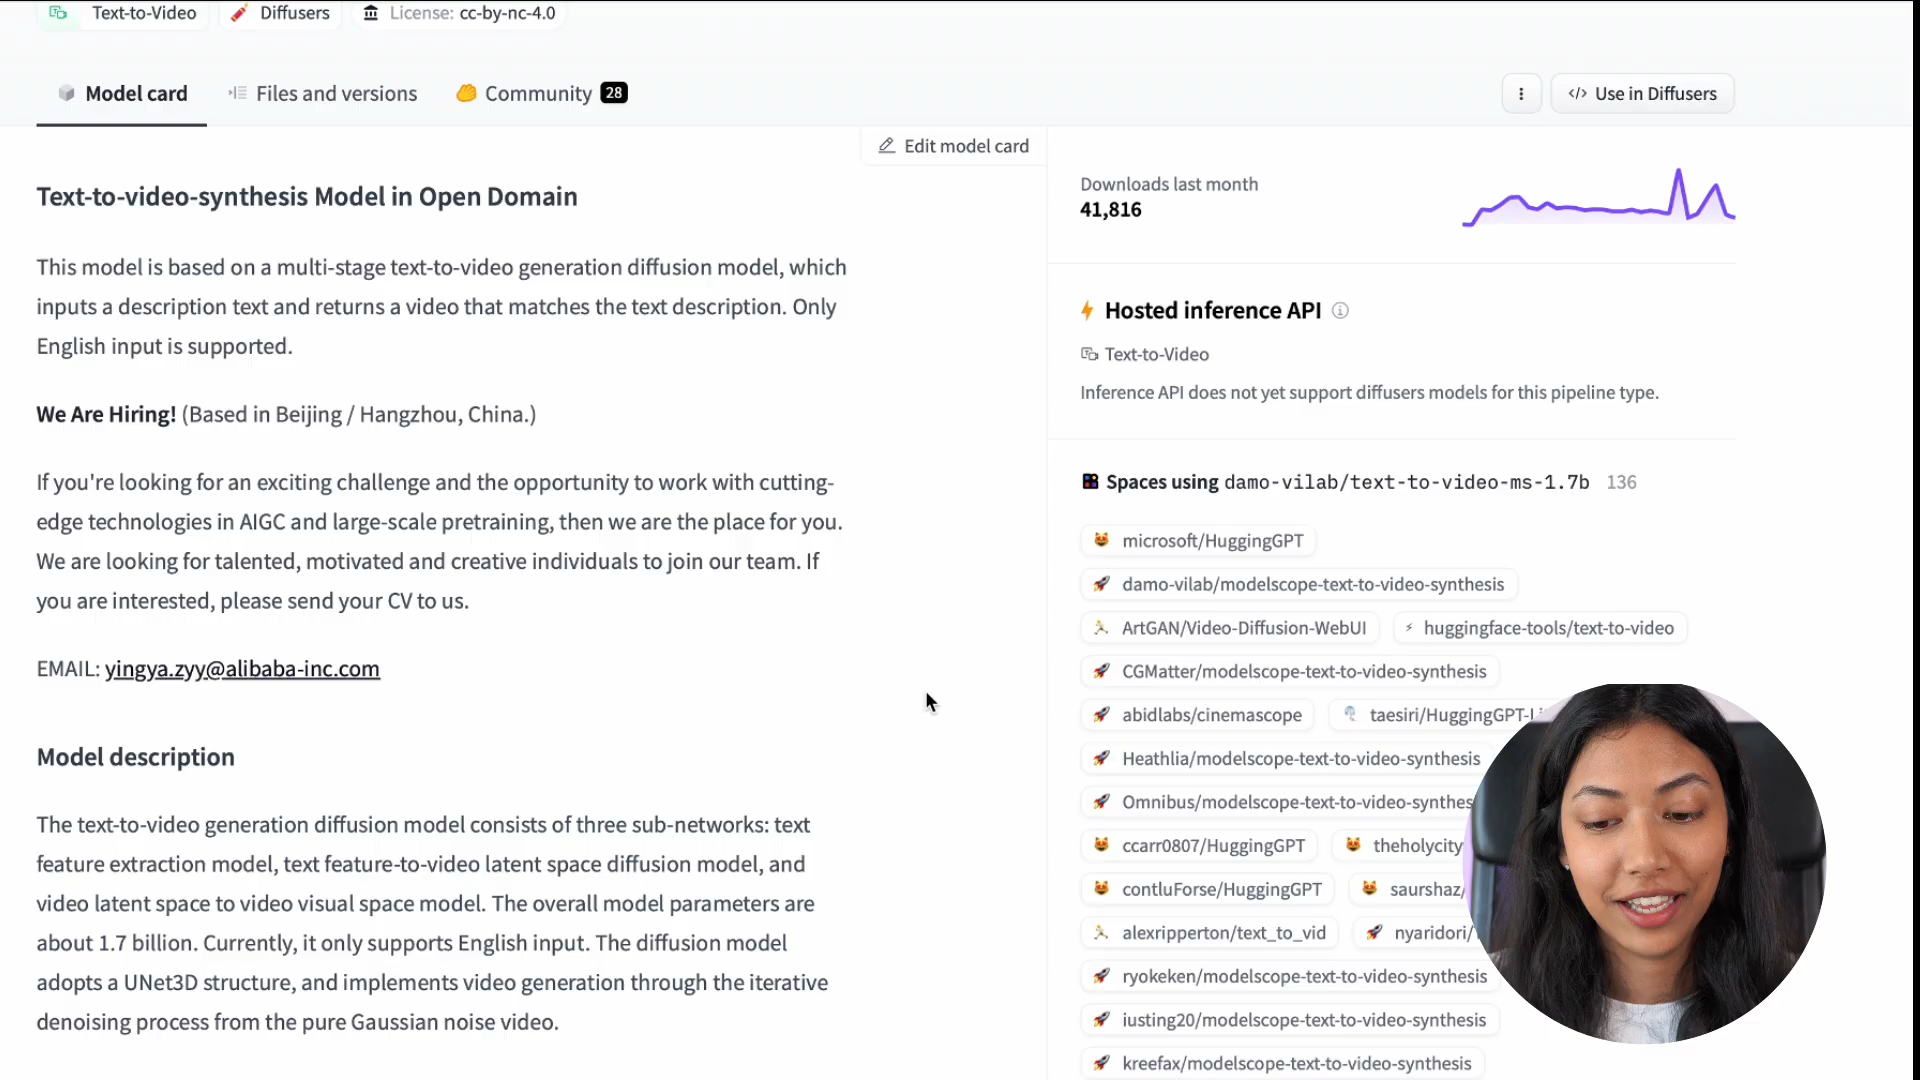 Text-to-Video Diffusers License: cc-by-nc-4.0
Model card Files and versions Community 28 Use in Diffusers
Edit model card
Text-to-video-synthesis Model in Open Domain
This model is based on a multi-stage text-to-video generation diffusion model, which
inputs a description text and returns a video that matches the text description. Only
English input is supported.
We Are Hiring! (Based in Beijing / Hangzhou, China.)
If you're looking for an exciting challenge and the opportunity to work with cutting-
edge technologies in AIGC and large-scale pretraining, then we are the place for you.
We are looking for talented, motivated and creative individuals to join our team. If
you are interested, please send your CV to us.
EMAIL: yingya.zyy@alibaba-inc.com
Model description
The text-to-video generation diffusion model consists of three sub-networks: text
feature extraction model, text feature-to-video latent space diffusion model, and
video latent space to video visual space model. The overall model parameters are
about 1.7 billion. Currently, it only supports English input. The diffusion model
adopts a UNet3D structure, and implements video generation through the iterative
denoising process from the pure Gaussian noise video.
Downloads last month
41,816
Hosted inference API
Text-to-Video
Inference API does not yet support diffusers models for this pipeline type.
Spaces using damo-vilab/text-to-video-ms-1.7b 136
microsoft/HuggingGPT
damo-vilab/modelscope-text-to-video-synthesis
ArtGAN/Video-Diffusion-WebUI huggingface-tools/text-to-video
CGMatter/modelscope-text-to-video-synthesis
abidlabs/cinemascope taesiri/HuggingGPT-Li
Heathlia/modelscope-text-to-video-synthesis
Omnibus/modelscope-text-to-video-synthes
ccarr0807/HuggingGPT theholycity
contluForse/HuggingGPT saurshaz/
alexripperton/text_to_vid nyaridori/
ryokeken/modelscope-text-to-video-synthesis
iusting20/modelscope-text-to-video-synthesis
kreefax/modelscope-text-to-video-synthesis